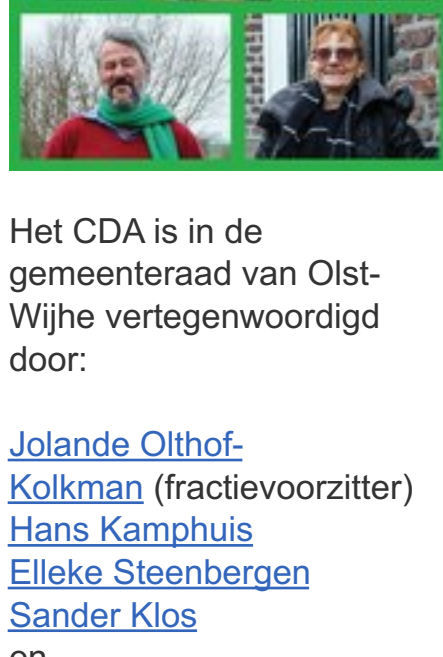 Het CDA is in de
gemeenteraad van Olst-
Wijhe vertegenwoordigd
door:
Jolande Olthof-
Kolkman (fractievoorzitter)
Hans Kamphuis
Elleke Steenbergen
Sander Klos
en